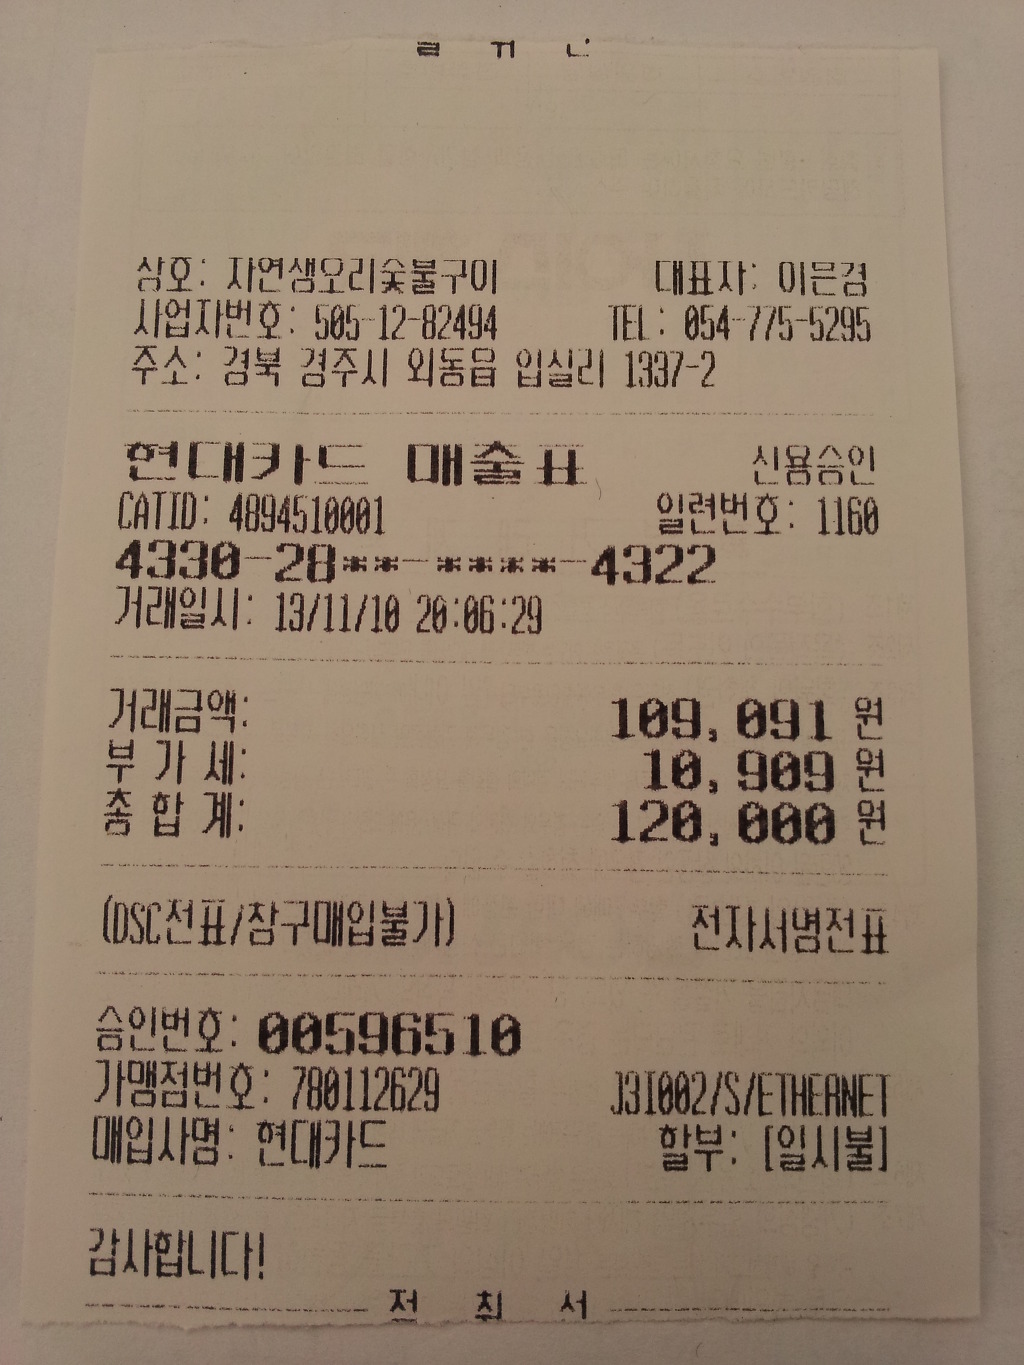 상호: 자연샘오리숯불구이 대표자: 이은겸
사업자번호: 505-12-82494 TEL: 054-775-5295
주소: 경북 경주시 외동읍 입실리 1337-2
현대카드 매출표 신용승인
CATID: 4894510001 일련번호: 1160
4330-28**-****-4322
거래일시: 13/11/10 20:06:29
거래금액: 109,091 원
부 가 세: 10,909 원
총 합 계: 120,000 원
(DSC전표/참구매입불가) 전자서명전표
승인번호: 00596510
가맹점번호: 780112629 J3I002/S/ETHERNET
매입사명: 현대카드 할부: [일시불]
감사합니다!